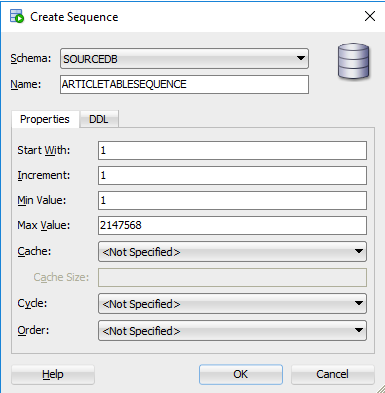 Create Sequence
Schema: SOURCEDB
Name: ARTICLETABLESEQUENCE
Properties DDL
Start With: 1
Increment: 1
Min Value: 1
Max Value: 2147568
Cache: <Not Specified>
Cache Size:
Cycle: <Not Specified>
Order: <Not Specified>
Help OK Cancel